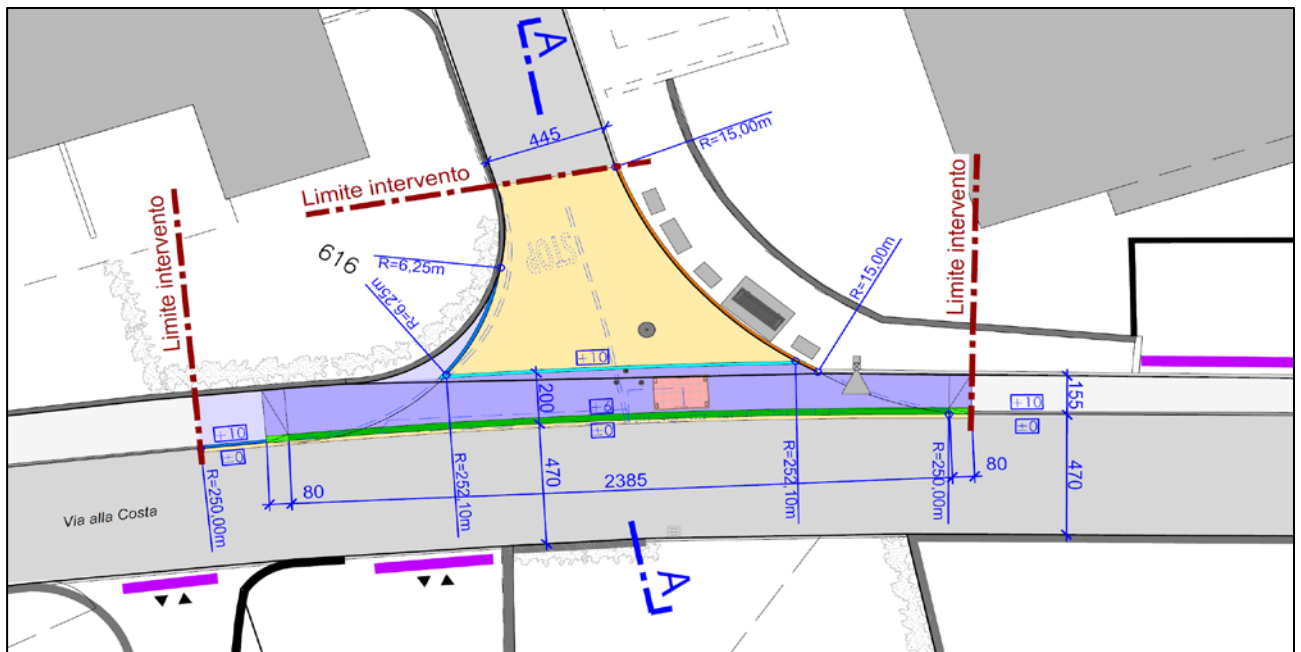 A
445
R=15,00m
Limite intervento
Limite intervento
Limite intervento
616
R=6,25m
R=6,25m
STOP
R=15,00m
+10
200
+6
±0
+10
±0
155
+10
±0
R=250,00m
80
R=252,10m
470
2385
R=252,10m
R=250,00m
80
470
Via alla Costa
A